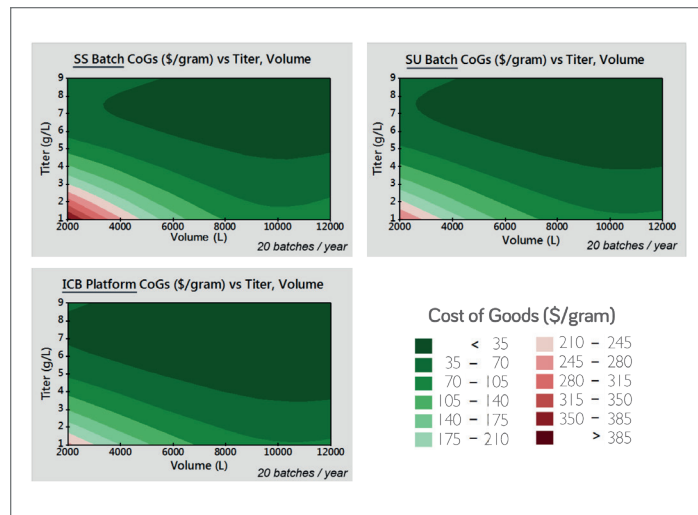 SS Batch CoGs ($/gram) vs Titer, Volume
Titer (g/L)
9
8
7
6
5
4
3
2
1
2000 4000 6000 8000 10000 12000
Volume (L)
20 batches / year
SU Batch CoGs ($/gram) vs Titer, Volume
Titer (g/L)
9
8
7
6
5
4
3
2
1
2000 4000 6000 8000 10000 12000
Volume (L)
20 batches / year
ICB Platform CoGs ($/gram) vs Titer, Volume
Titer (g/L)
9
8
7
6
5
4
3
2
1
2000 4000 6000 8000 10000 12000
Volume (L)
20 batches / year
Cost of Goods ($/gram)
< 35
35 – 70
70 – 105
105 – 140
140 – 175
175 – 210
210 – 245
245 – 280
280 – 315
315 – 350
350 – 385
> 385